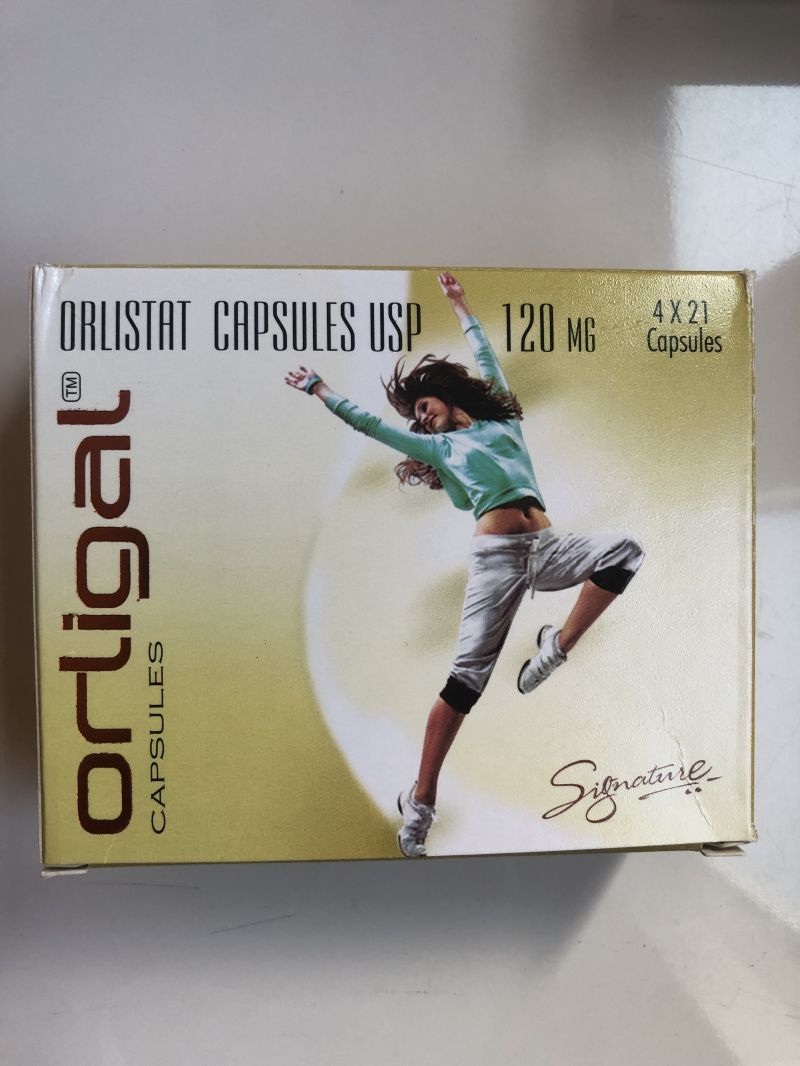 ORLISTAT CAPSULES USP 120 MG
4 X 21
Capsules
orligal™
CAPSULES
Signature